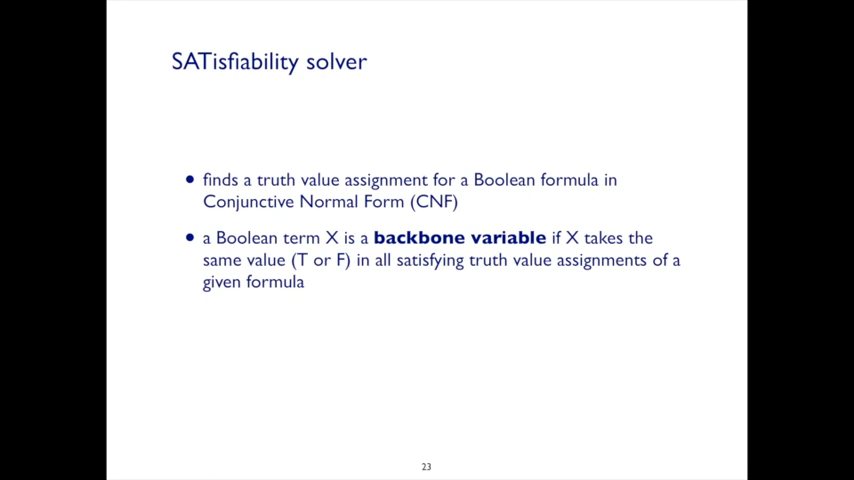 SATisfiability solver
• finds a truth value assignment for a Boolean formula in
Conjunctive Normal Form (CNF)
• a Boolean term X is a backbone variable if X takes the
same value (T or F) in all satisfying truth value assignments of a
given formula
23